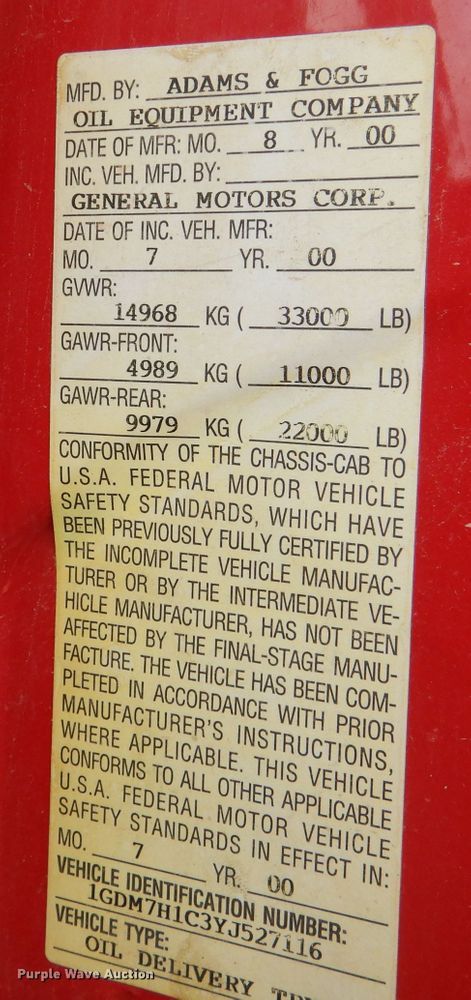 MFD. BY: ADAMS & FOGG
OIL EQUIPMENT COMPANY
DATE OF MFR: MO. 8 YR. 00
INC. VEH. MFD. BY:
GENERAL MOTORS CORP.
DATE OF INC. VEH. MFR:
MO. 7 YR. 00
GVWR:
14968 KG ( 33000 LB)
GAWR-FRONT:
4989 KG ( 11000 LB)
GAWR-REAR:
9979 KG ( 22000 LB)
CONFORMITY OF THE CHASSIS-CAB TO
U.S.A. FEDERAL MOTOR VEHICLE
SAFETY STANDARDS, WHICH HAVE
BEEN PREVIOUSLY FULLY CERTIFIED BY
THE INCOMPLETE VEHICLE MANUFAC-
TURER OR BY THE INTERMEDIATE VE-
HICLE MANUFACTURER, HAS NOT BEEN
AFFECTED BY THE FINAL-STAGE MANU-
FACTURE. THE VEHICLE HAS BEEN COM-
PLETED IN ACCORDANCE WITH PRIOR
MANUFACTURER'S INSTRUCTIONS,
WHERE APPLICABLE. THIS VEHICLE
CONFORMS TO ALL OTHER APPLICABLE
U.S.A. FEDERAL MOTOR VEHICLE
SAFETY STANDARDS IN EFFECT IN:
MO. 7 YR. 00
VEHICLE IDENTIFICATION NUMBER:
1GDM7H1C3YJ527116
VEHICLE TYPE:
OIL DELIVERY
Purple Wave Auction